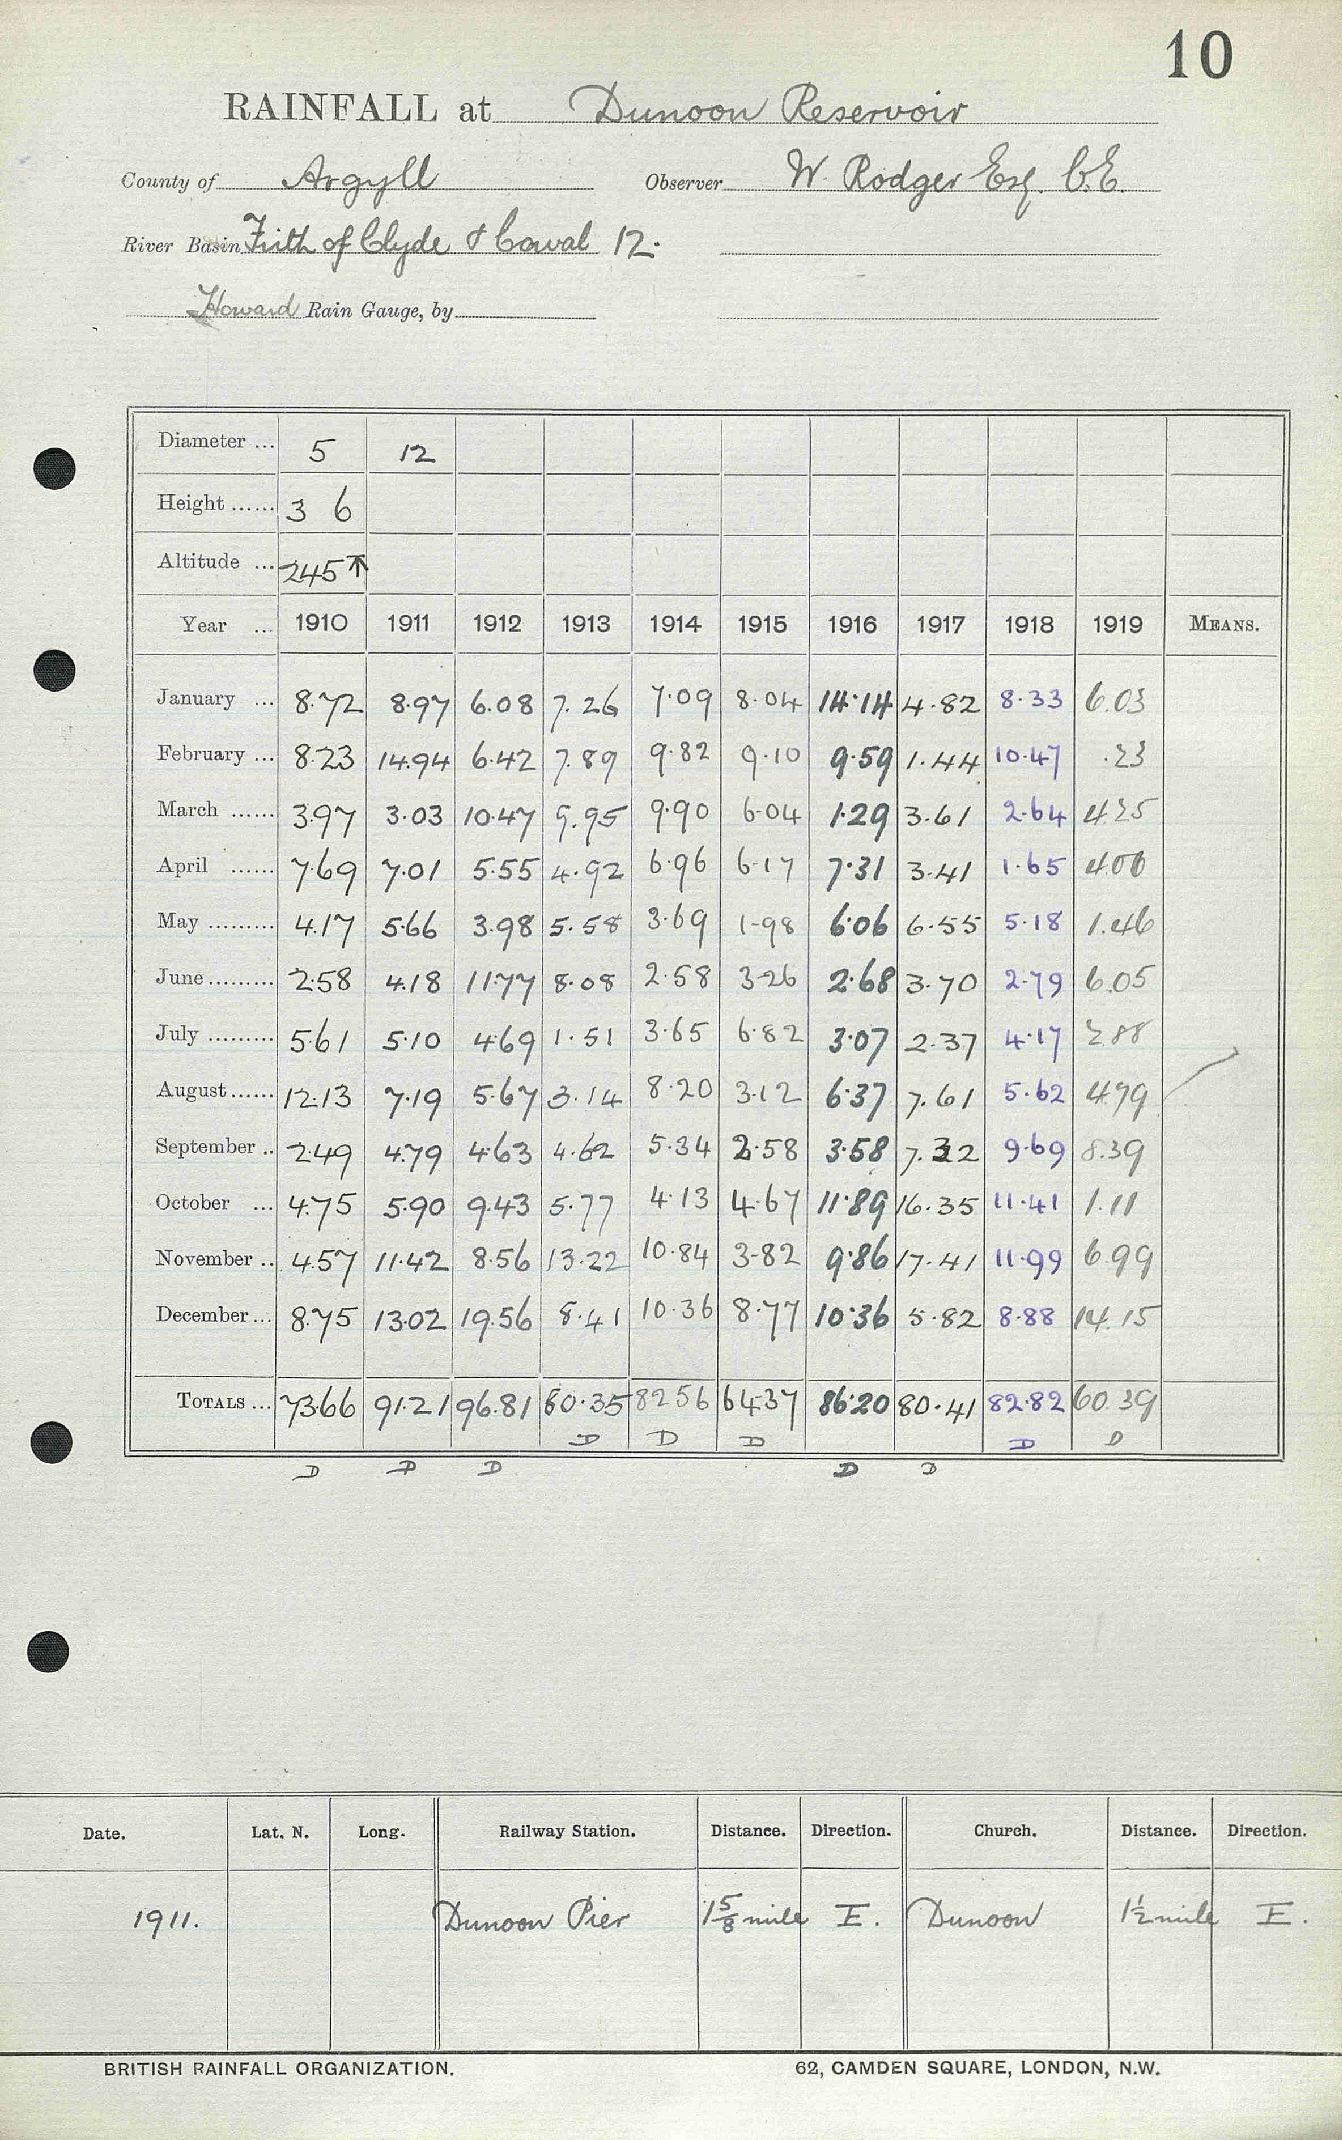 10
RAINFALL at Dunoon Reservoir
County of Argyll Observer W. Rodger Esq. C.E.
River Basin Firth of Clyde & Cowal 12.
Howard Rain Gauge, by
Diameter ... 5 12
Height ...... 3 6
Altitude ... 245 ↑
Year ... 1910 1911 1912 1913 1914 1915 1916 1917 1918 1919 MEANS.
January ... 8.72 8.97 6.08 7.26 7.09 8.04 14.14 4.82 8.33 6.03
February ... 8.23 14.94 6.42 7.89 9.82 9.10 9.59 1.44 10.47 .23
March ...... 3.97 3.03 10.47 9.95 9.90 6.04 1.29 3.61 2.64 4.25
April ...... 7.69 7.01 5.55 4.92 6.96 6.17 7.31 3.41 1.65 4.06
May ......... 4.17 5.66 3.98 5.58 3.69 1.98 6.06 6.55 5.18 1.46
June ......... 2.58 4.18 11.77 8.08 2.58 3.26 2.68 3.70 2.79 6.05
July ......... 5.61 5.10 4.69 1.51 3.65 6.82 3.07 2.37 4.17 2.88
August ...... 12.13 7.19 5.67 3.14 8.20 3.12 6.37 7.61 5.62 4.79
September .. 2.49 4.79 4.63 4.62 5.34 2.58 3.58 7.32 9.69 8.39
October ... 4.75 5.90 9.43 5.77 4.13 4.67 11.89 16.35 11.41 1.11
November .. 4.57 11.42 8.56 13.22 10.84 3.82 9.86 17.41 11.99 6.99
December ... 8.75 13.02 19.56 8.41 10.36 8.77 10.36 5.82 8.88 14.15
TOTALS ... 73.66 91.21 96.81 80.35 82.56 64.37 86.20 80.41 82.82 60.39
D D D D D
D D D D D
Date. Lat. N. Long. Railway Station. Distance. Direction. Church. Distance. Direction.
1911. Dunoon Pier 1 5/8 mile E. Dunoon 1 1/2 mile E.
BRITISH RAINFALL ORGANIZATION. 62, CAMDEN SQUARE, LONDON, N.W.